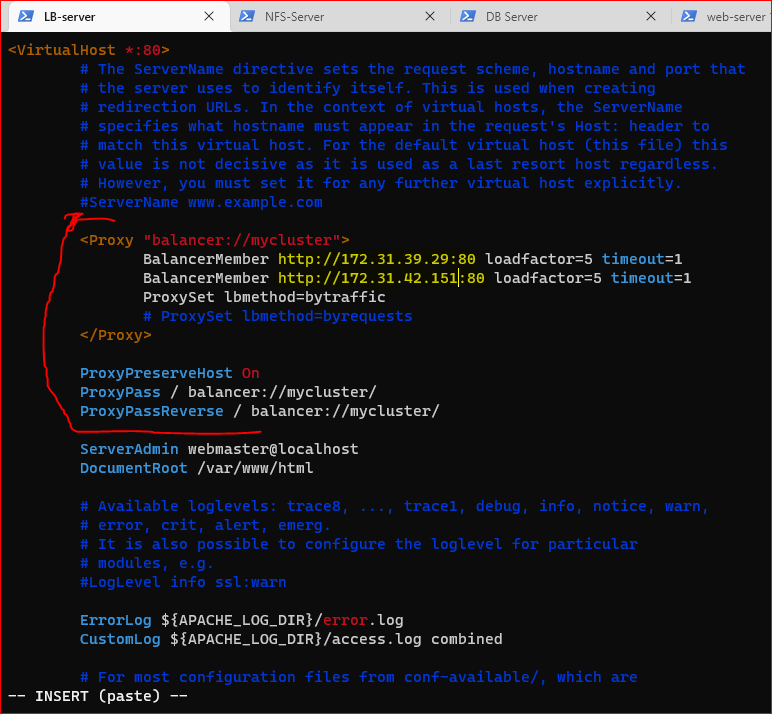 LB-server
NFS-Server
DB Server
web-server
<VirtualHost *:80>
# The ServerName directive sets the request scheme, hostname and port that
# the server uses to identify itself. This is used when creating
# redirection URLs. In the context of virtual hosts, the ServerName
# specifies what hostname must appear in the request's Host: header to
# match this virtual host. For the default virtual host (this file) this
# value is not decisive as it is used as a last resort host regardless.
# However, you must set it for any further virtual host explicitly.
#ServerName www.example.com
<Proxy "balancer://mycluster">
BalancerMember http://172.31.39.29:80 loadfactor=5 timeout=1
BalancerMember http://172.31.42.151:80 loadfactor=5 timeout=1
ProxySet lbmethod=bytraffic
# ProxySet lbmethod=byrequests
</Proxy>
ProxyPreserveHost On
ProxyPass / balancer://mycluster/
ProxyPassReverse / balancer://mycluster/
ServerAdmin webmaster@localhost
DocumentRoot /var/www/html
# Available loglevels: trace8, ..., trace1, debug, info, notice, warn,
# error, crit, alert, emerg.
# It is also possible to configure the loglevel for particular
# modules, e.g.
#LogLevel info ssl:warn
ErrorLog ${APACHE_LOG_DIR}/error.log
CustomLog ${APACHE_LOG_DIR}/access.log combined
# For most configuration files from conf-available/, which are
-- INSERT (paste) --